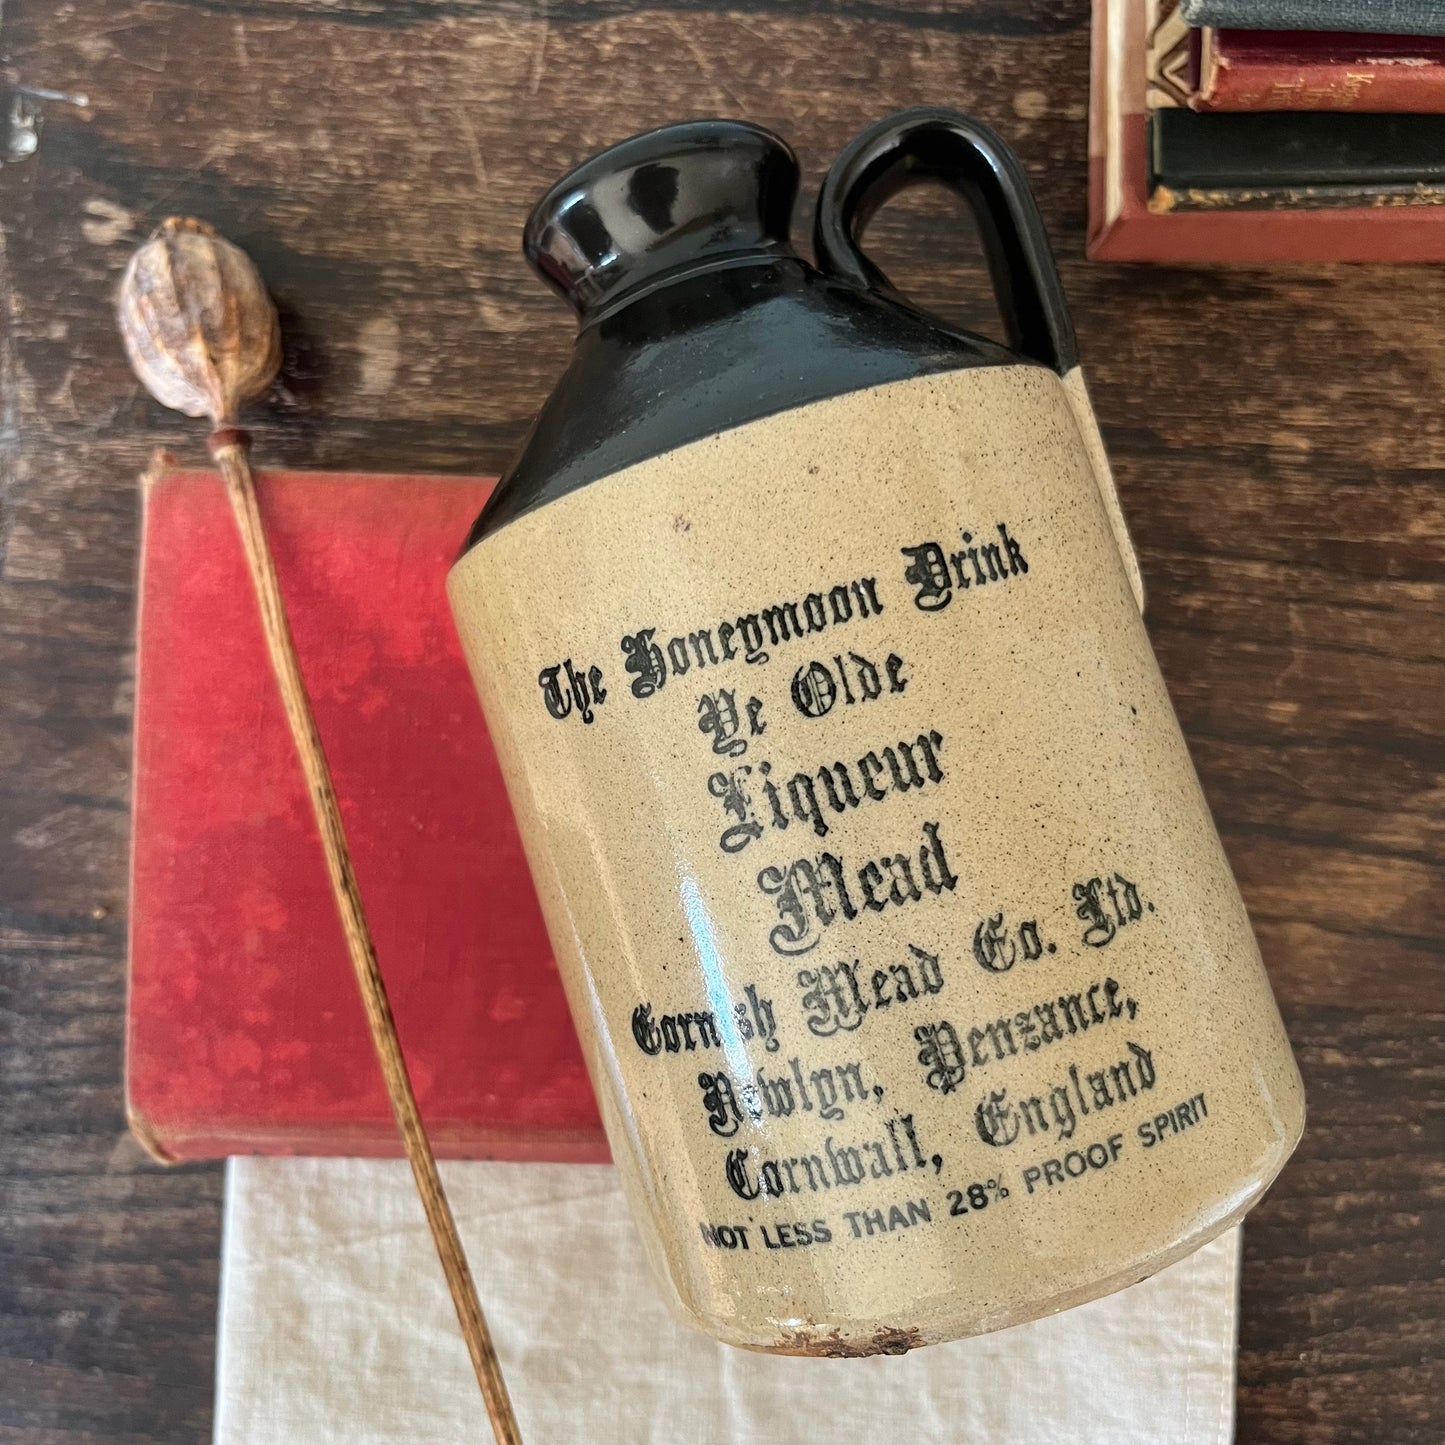 The Honeymoon Drink
Ye Olde
Liqueur
Mead
Cornish Mead Co. Ltd.
Newlyn, Penzance,
Cornwall, England
NOT LESS THAN 28% PROOF SPIRIT